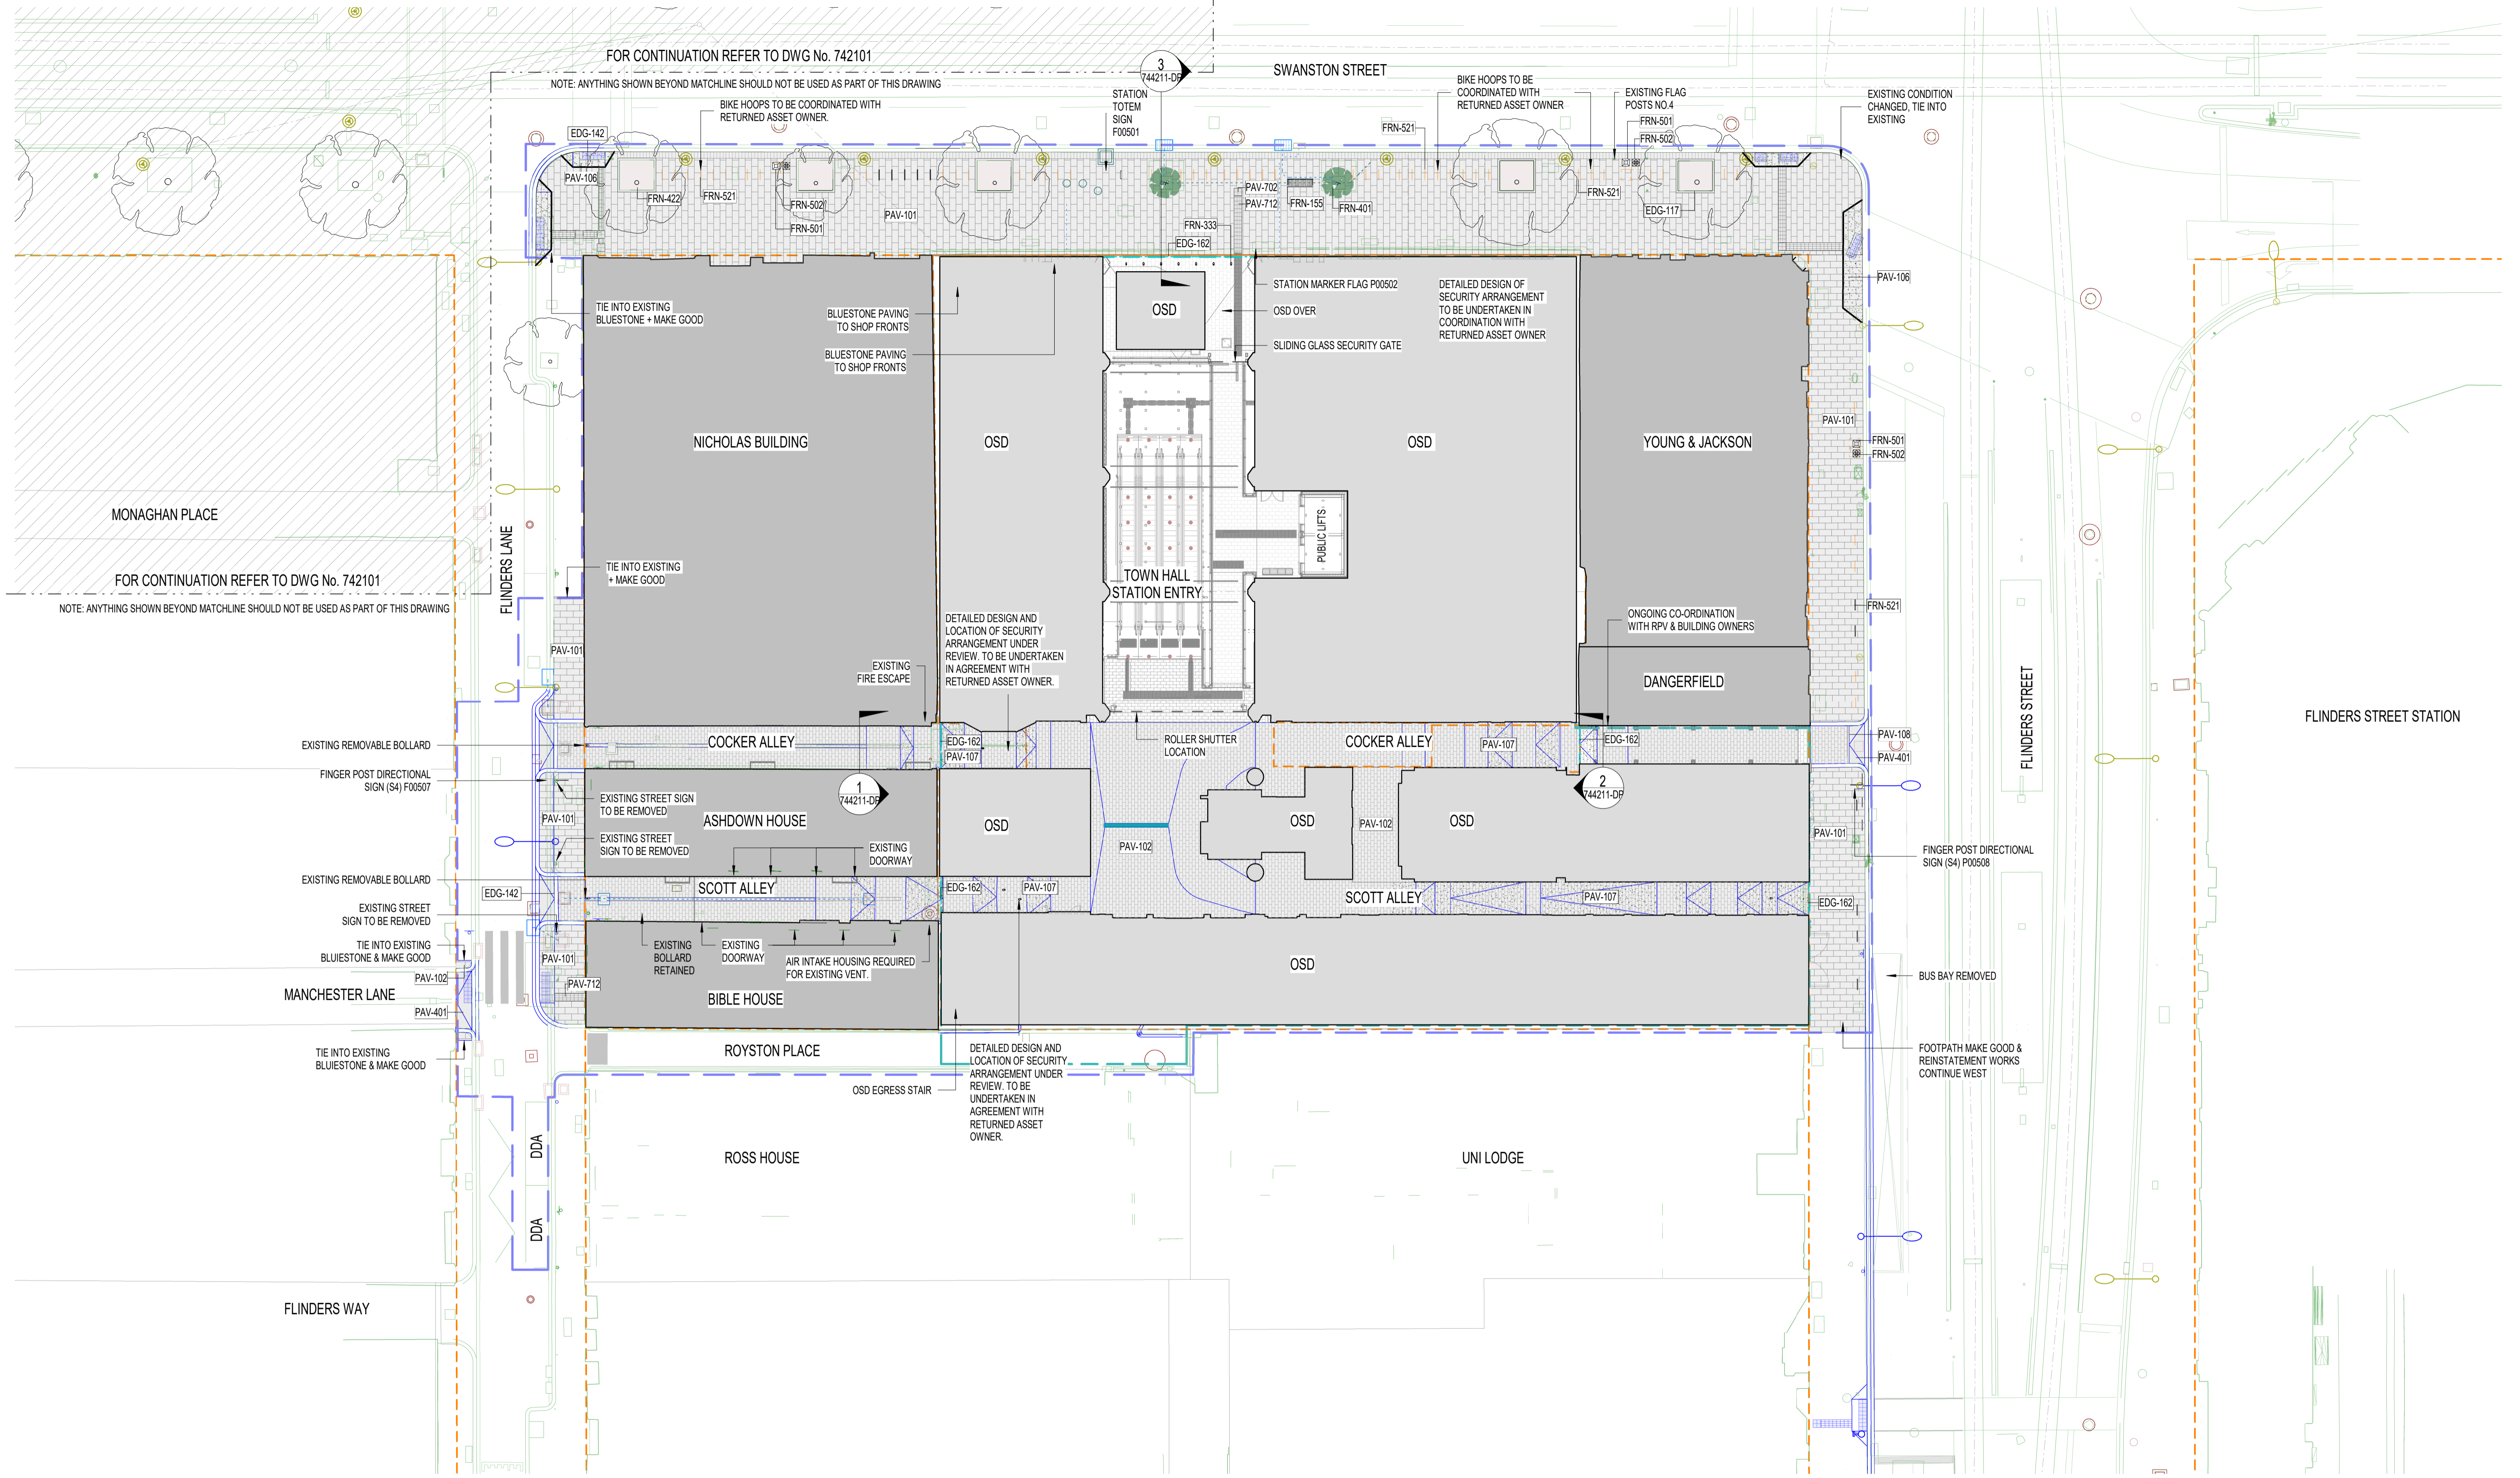 FOR CONTINUATION REFER TO DWG No. 742101
NOTE: ANYTHING SHOWN BEYOND MATCHLINE SHOULD NOT BE USED AS PART OF THIS DRAWING
3
744211-DP
SWANSTON STREET
BIKE HOOPS TO BE COORDINATED WITH
RETURNED ASSET OWNER.
STATION
TOTEM
SIGN
F00501
BIKE HOOPS TO BE
COORDINATED WITH
RETURNED ASSET OWNER
EXISTING FLAG
POSTS NO.4
FRN-501
FRN-502
EXISTING CONDITION
CHANGED, TIE INTO
EXISTING
EDG-142
FRN-521
PAV-106
FRN-422
FRN-521
FRN-502
FRN-501
PAV-101
PAV-702
PAV-712
FRN-155
FRN-401
FRN-521
EDG-117
FRN-333
EDG-162
PAV-106
TIE INTO EXISTING
BLUESTONE + MAKE GOOD
BLUESTONE PAVING
TO SHOP FRONTS
BLUESTONE PAVING
TO SHOP FRONTS
OSD
STATION MARKER FLAG P00502
OSD OVER
SLIDING GLASS SECURITY GATE
DETAILED DESIGN OF
SECURITY ARRANGEMENT
TO BE UNDERTAKEN IN
COORDINATION WITH
RETURNED ASSET OWNER
NICHOLAS BUILDING
OSD
OSD
YOUNG & JACKSON
PAV-101
FRN-501
FRN-502
MONAGHAN PLACE
FLINDERS LANE
PUBLIC LIFTS
TOWN HALL
STATION ENTRY
FOR CONTINUATION REFER TO DWG No. 742101
NOTE: ANYTHING SHOWN BEYOND MATCHLINE SHOULD NOT BE USED AS PART OF THIS DRAWING
TIE INTO EXISTING
+ MAKE GOOD
PAV-101
EXISTING
FIRE ESCAPE
DETAILED DESIGN AND
LOCATION OF SECURITY
ARRANGEMENT UNDER
REVIEW. TO BE UNDERTAKEN
IN AGREEMENT WITH
RETURNED ASSET OWNER.
ONGOING CO-ORDINATION
WITH RPV & BUILDING OWNERS
FRN-521
DANGERFIELD
FLINDERS STREET
FLINDERS STREET STATION
EXISTING REMOVABLE BOLLARD
COCKER ALLEY
EDG-162
PAV-107
ROLLER SHUTTER
LOCATION
COCKER ALLEY
PAV-107
EDG-162
PAV-108
PAV-401
FINGER POST DIRECTIONAL
SIGN (S4) F00507
EXISTING STREET SIGN
TO BE REMOVED
1
744211-DP
2
744211-DP
PAV-101
ASHDOWN HOUSE
OSD
PAV-102
OSD
PAV-102
OSD
PAV-101
EXISTING STREET
SIGN TO BE REMOVED
EXISTING
DOORWAY
FINGER POST DIRECTIONAL
SIGN (S4) P00508
EXISTING REMOVABLE BOLLARD
EDG-142
SCOTT ALLEY
EDG-162
PAV-107
SCOTT ALLEY
PAV-107
EDG-162
EXISTING STREET
SIGN TO BE REMOVED
TIE INTO EXISTING
BLUIESTONE & MAKE GOOD
PAV-102
PAV-101
EXISTING
BOLLARD
RETAINED
EXISTING
DOORWAY
AIR INTAKE HOUSING REQUIRED
FOR EXISTING VENT.
OSD
BUS BAY REMOVED
PAV-712
MANCHESTER LANE
BIBLE HOUSE
PAV-401
TIE INTO EXISTING
BLUIESTONE & MAKE GOOD
ROYSTON PLACE
OSD EGRESS STAIR
DETAILED DESIGN AND
LOCATION OF SECURITY
ARRANGEMENT UNDER
REVIEW. TO BE
UNDERTAKEN IN
AGREEMENT WITH
RETURNED ASSET
OWNER.
FOOTPATH MAKE GOOD &
REINSTATEMENT WORKS
CONTINUE WEST
DDA
DDA
ROSS HOUSE
UNI LODGE
FLINDERS WAY